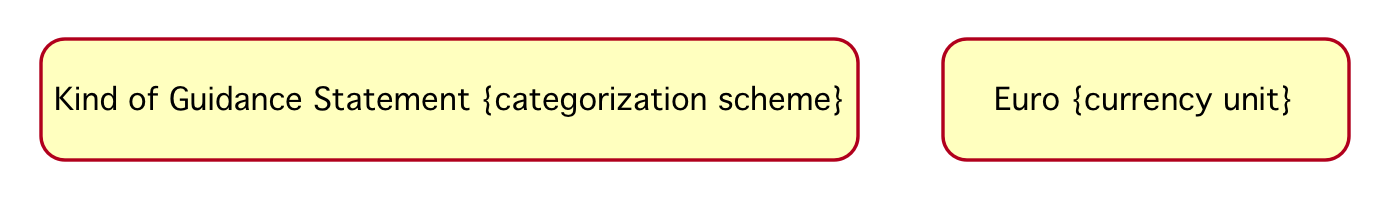 Kind of Guidance Statement {categorization scheme}
Euro {currency unit}